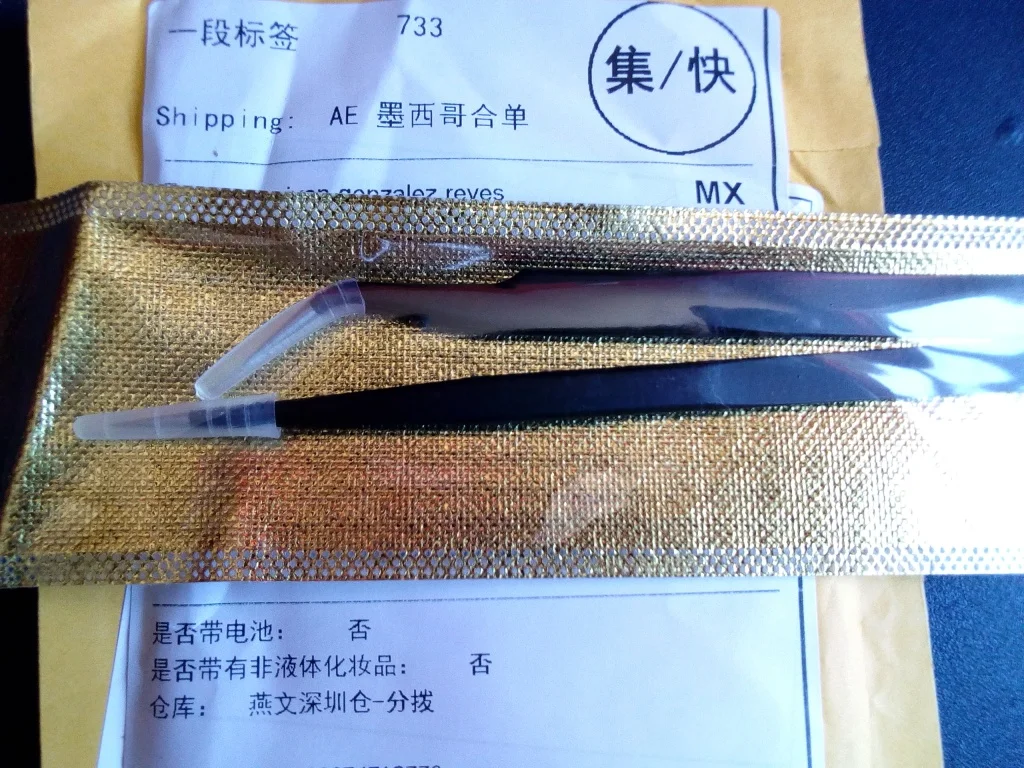 一段标签 733
集/快
Shipping: AE 墨西哥合单
gonzalez reyes MX
是否带电池： 否
是否带有非液体化妆品： 否
仓库： 燕文深圳仓-分拨